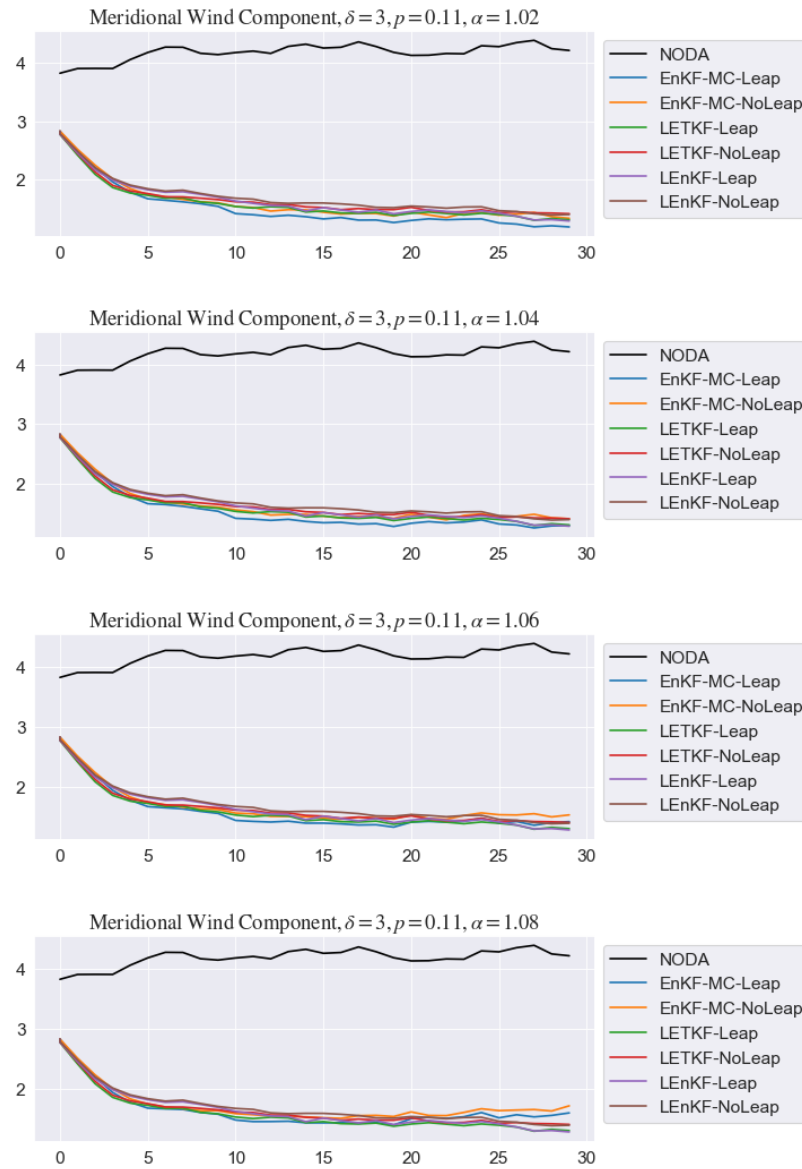 Meridional Wind Component, δ = 3, p = 0.11, α = 1.02
4
3
2
0 5 10 15 20 25 30
NODA
EnKF-MC-Leap
EnKF-MC-NoLeap
LETKF-Leap
LETKF-NoLeap
LEnKF-Leap
LEnKF-NoLeap
Meridional Wind Component, δ = 3, p = 0.11, α = 1.04
4
3
2
0 5 10 15 20 25 30
NODA
EnKF-MC-Leap
EnKF-MC-NoLeap
LETKF-Leap
LETKF-NoLeap
LEnKF-Leap
LEnKF-NoLeap
Meridional Wind Component, δ = 3, p = 0.11, α = 1.06
4
3
2
0 5 10 15 20 25 30
NODA
EnKF-MC-Leap
EnKF-MC-NoLeap
LETKF-Leap
LETKF-NoLeap
LEnKF-Leap
LEnKF-NoLeap
Meridional Wind Component, δ = 3, p = 0.11, α = 1.08
4
3
2
0 5 10 15 20 25 30
NODA
EnKF-MC-Leap
EnKF-MC-NoLeap
LETKF-Leap
LETKF-NoLeap
LEnKF-Leap
LEnKF-NoLeap